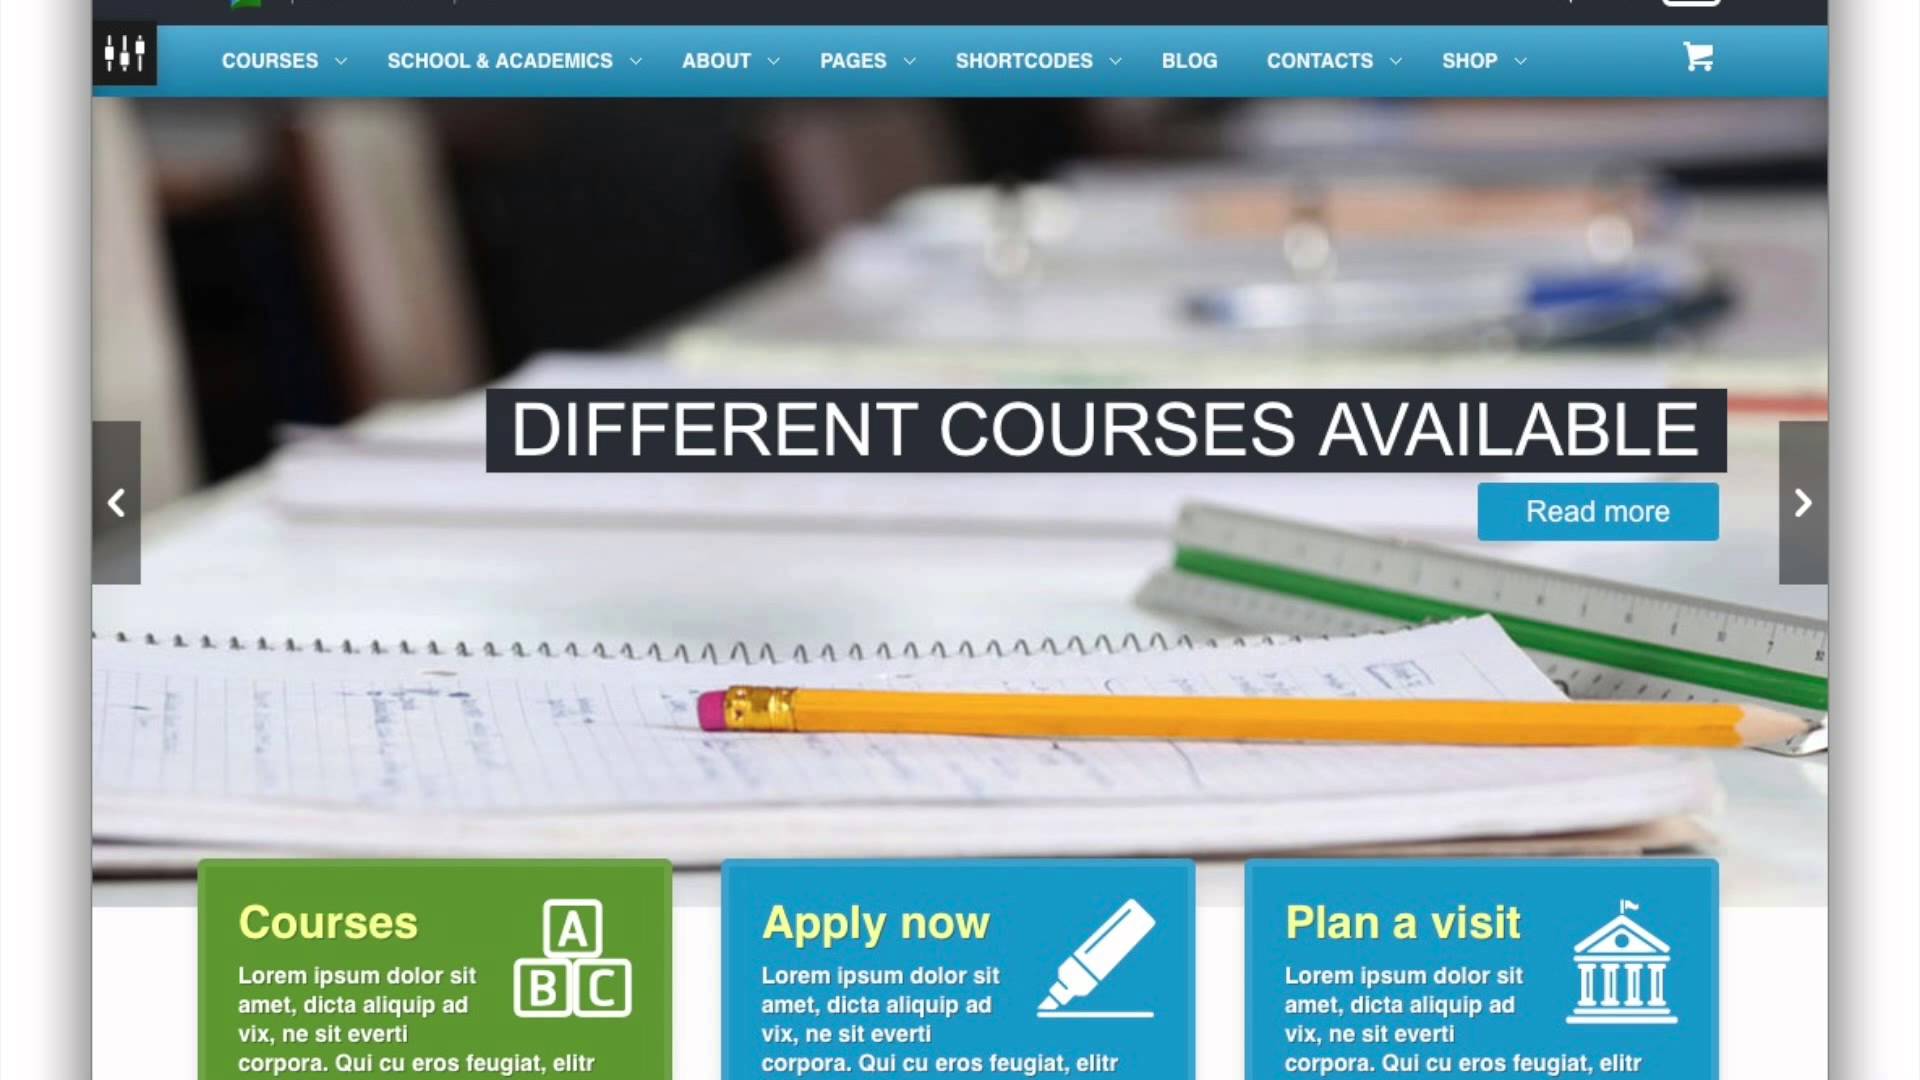 COURSES SCHOOL & ACADEMICS ABOUT PAGES SHORTCODES BLOG CONTACTS SHOP
DIFFERENT COURSES AVAILABLE
Read more
Courses
A
B C
Lorem ipsum dolor sit
amet, dicta aliquip ad
vix, ne sit everti
corpora. Qui cu eros feugiat, elitr
Apply now
Lorem ipsum dolor sit
amet, dicta aliquip ad
vix, ne sit everti
corpora. Qui cu eros feugiat, elitr
Plan a visit
Lorem ipsum dolor sit
amet, dicta aliquip ad
vix, ne sit everti
corpora. Qui cu eros feugiat, elitr